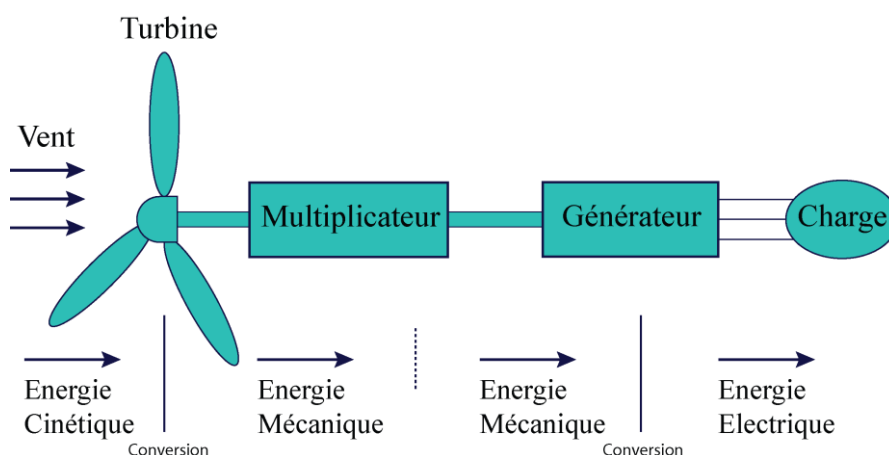 Turbine
Vent
Multiplicateur
Générateur
Charge
Energie
Cinétique
Energie
Mécanique
Energie
Mécanique
Energie
Electrique
Conversion
Conversion